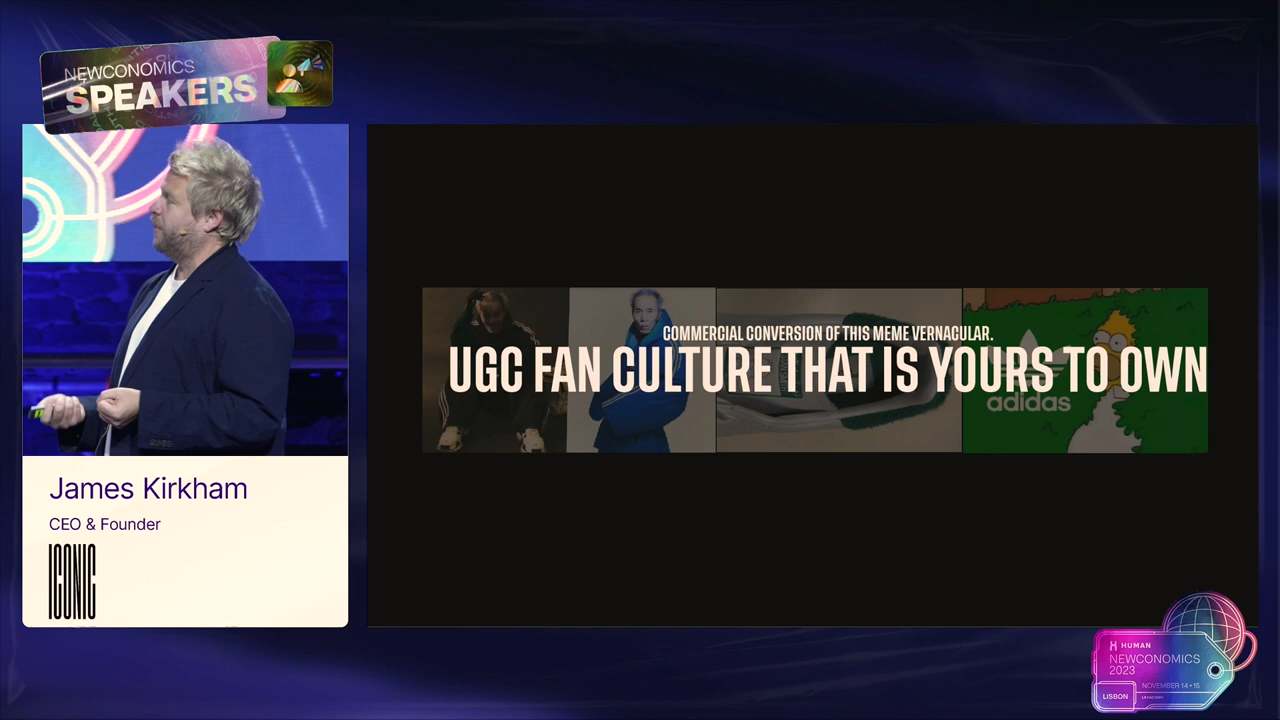 NEWCONOMICS
SPEAKERS
COMMERCIAL CONVERSION OF THIS MEME VERNACULAR.
UGC FAN CULTURE THAT IS YOURS TO OWN
adidas
James Kirkham
CEO & Founder
ICONIC
HUMAN
NEWCONOMICS
2023
NOVEMBER 14 • 15
LISBON